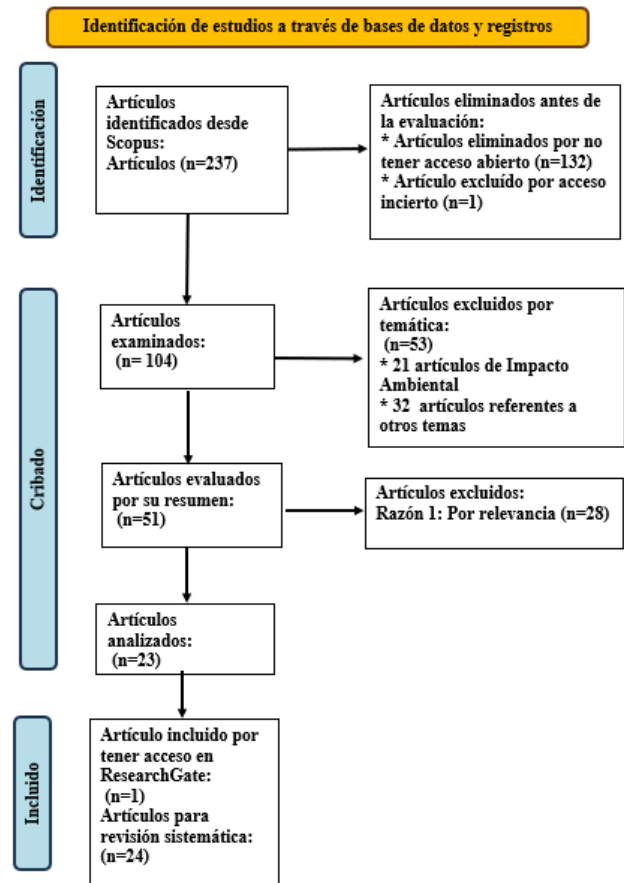 Identificación de estudios a través de bases de datos y registros
Identificación
Artículos
identificados desde
Scopus:
Artículos (n=237)
Artículos eliminados antes de
la evaluación:
* Artículos eliminados por no
tener acceso abierto (n=132)
* Artículo excluído por acceso
incierto (n=1)
Cribado
Artículos
examinados:
(n= 104)
Artículos excluidos por
temática:
(n=53)
* 21 artículos de Impacto
Ambiental
* 32 artículos referentes a
otros temas
Artículos evaluados
por su resumen:
(n=51)
Artículos excluidos:
Razón 1: Por relevancia (n=28)
Artículos
analizados:
(n=23)
Incluido
Artículo incluido por
tener acceso en
ResearchGate:
(n=1)
Artículos para
revisión sistemática:
(n=24)